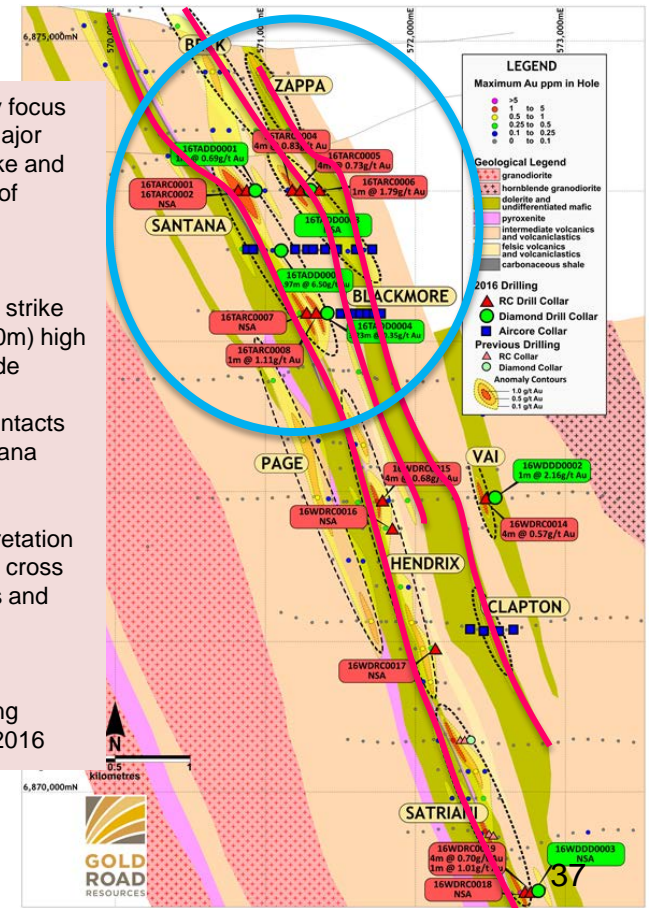 6,875,000mN
570,
571,000mE
572,000mE
573,000mE
BECK
ZAPPA
focus
ajor
ke and
of
strike
0m) high
de
ntacts
ana
retation
cross
s and
ng
2016
16TADD0001
0.69g/t Au
16TARC0001
16TARC0002
NSA
SANTANA
4m @ 0.83g/t Au
16TARC0005
4m @ 0.73g/t Au
16TARC0006
1m @ 1.79g/t Au
NSA
97m @ 6.50g/t Au
BLACKMORE
16TARC0007
NSA
16TADD0004
0.35g/t Au
16TARC0008
1m @ 1.11g/t Au
PAGE
4m @ 0.68g/t Au
16WDRC0016
NSA
HENDRIX
VAI
16WDDD0002
1m @ 2.16g/t Au
16WDRC0014
4m @ 0.57g/t Au
CLAPTON
16WDRC0017
NSA
SATRIANI
4m @ 0.70g/t Au
1m @ 1.01g/t Au
16WDRC0018
NSA
16WDDD0003
NSA
LEGEND
Maximum Au ppm in Hole
>5
1 to 5
0.5 to 1
0.25 to 0.5
0.1 to 0.25
0 to 0.1
Geological Legend
granodiorite
hornblende granodiorite
dolerite and
undifferentiated mafic
pyroxenite
intermediate volcanics
and volcaniclastics
felsic volcanics
and volcaniclastics
carbonaceous shale
2016 Drilling
RC Drill Collar
Diamond Drill Collar
Aircore Collar
Previous Drilling
RC Collar
Diamond Collar
Anomaly Contours
1.0 g/t Au
0.5 g/t Au
0.1 g/t Au
N
0.5 1
kilometres
6,870,000mN
GOLD
ROAD
RESOURCES
37